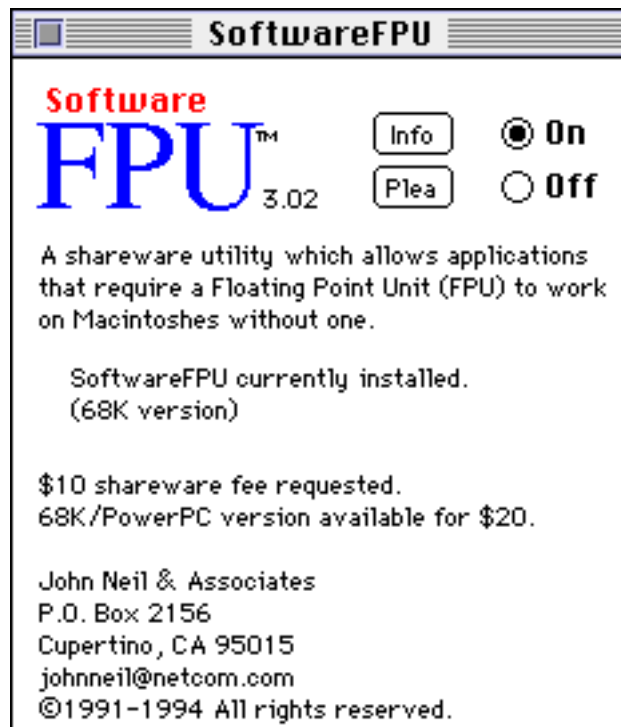 SoftwareFPU
Software
FPU™ 3.02
Info
On
Plea
Off
A shareware utility which allows applications
that require a Floating Point Unit (FPU) to work
on Macintoshes without one.
SoftwareFPU currently installed.
(68K version)
$10 shareware fee requested.
68K/PowerPC version available for $20.
John Neil & Associates
P.O. Box 2156
Cupertino, CA 95015
johnneil@netcom.com
©1991-1994 All rights reserved.